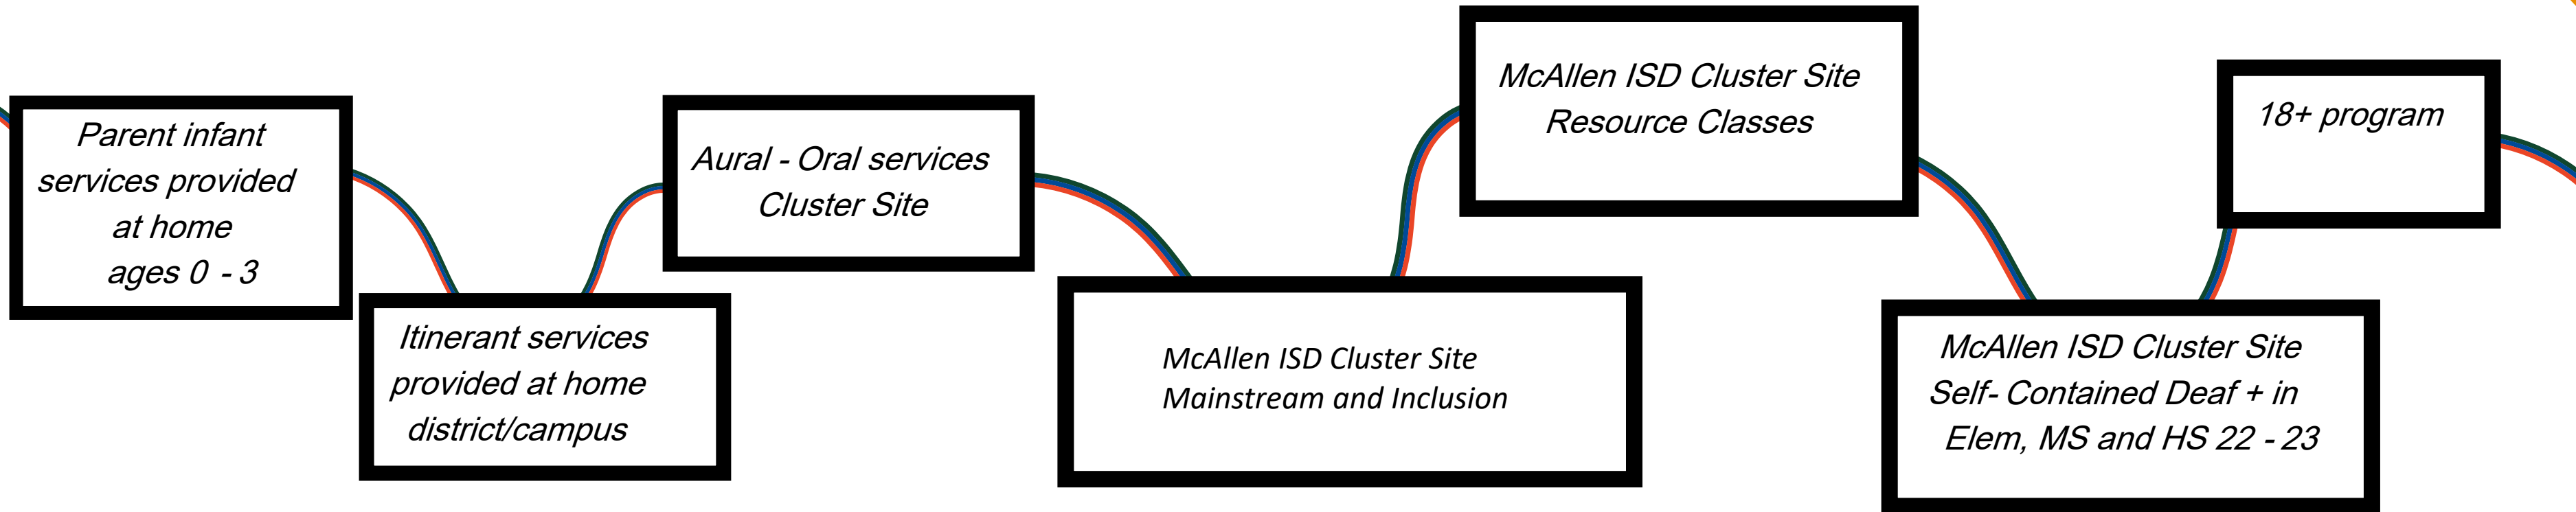 Parent infant
services provided
at home
ages 0 - 3
Itinerant services
provided at home
district/campus
Aural - Oral services
Cluster Site
McAllen ISD Cluster Site
Mainstream and Inclusion
McAllen ISD Cluster Site
Resource Classes
McAllen ISD Cluster Site
Self- Contained Deaf + in
Elem, MS and HS 22 - 23
18+ program